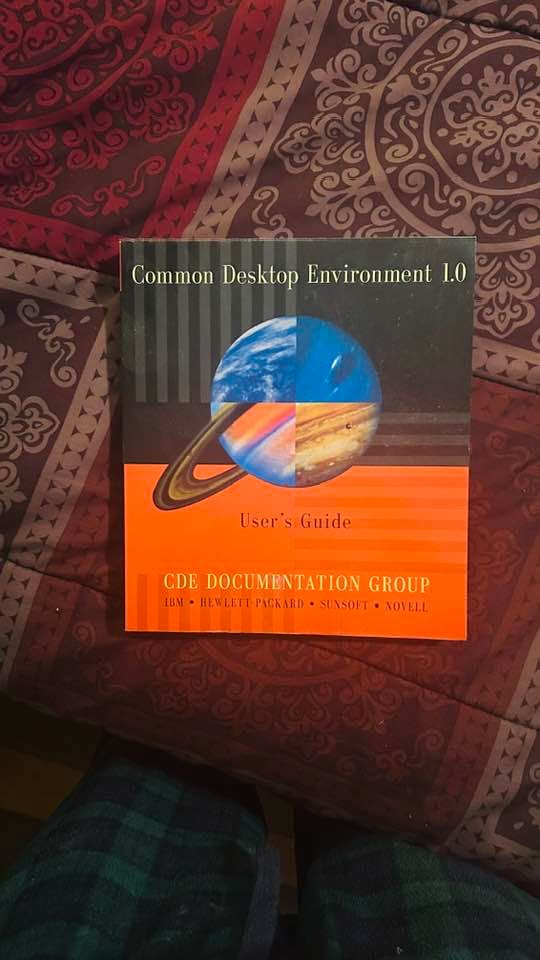 Common Desktop Environment 1.0
User's Guide
CDE DOCUMENTATION GROUP
IBM • HEWLETT-PACKARD • SUNSOFT • NOVELL